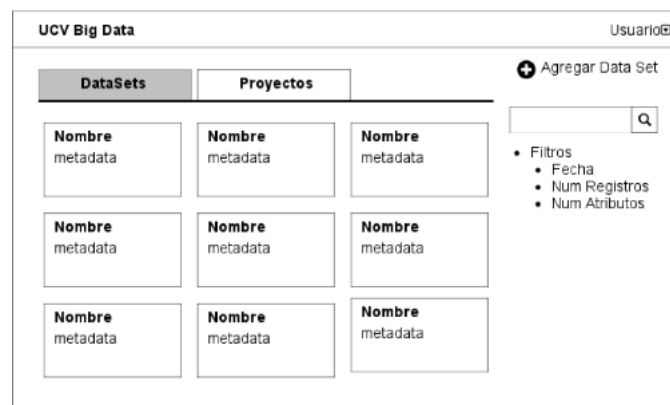 UCV Big Data
Usuario
DataSets
Proyectos
Agregar Data Set
Nombre
metadata
Nombre
metadata
Nombre
metadata
Nombre
metadata
Nombre
metadata
Nombre
metadata
Nombre
metadata
Nombre
metadata
Nombre
metadata
Filtros
Fecha
Num Registros
Num Atributos